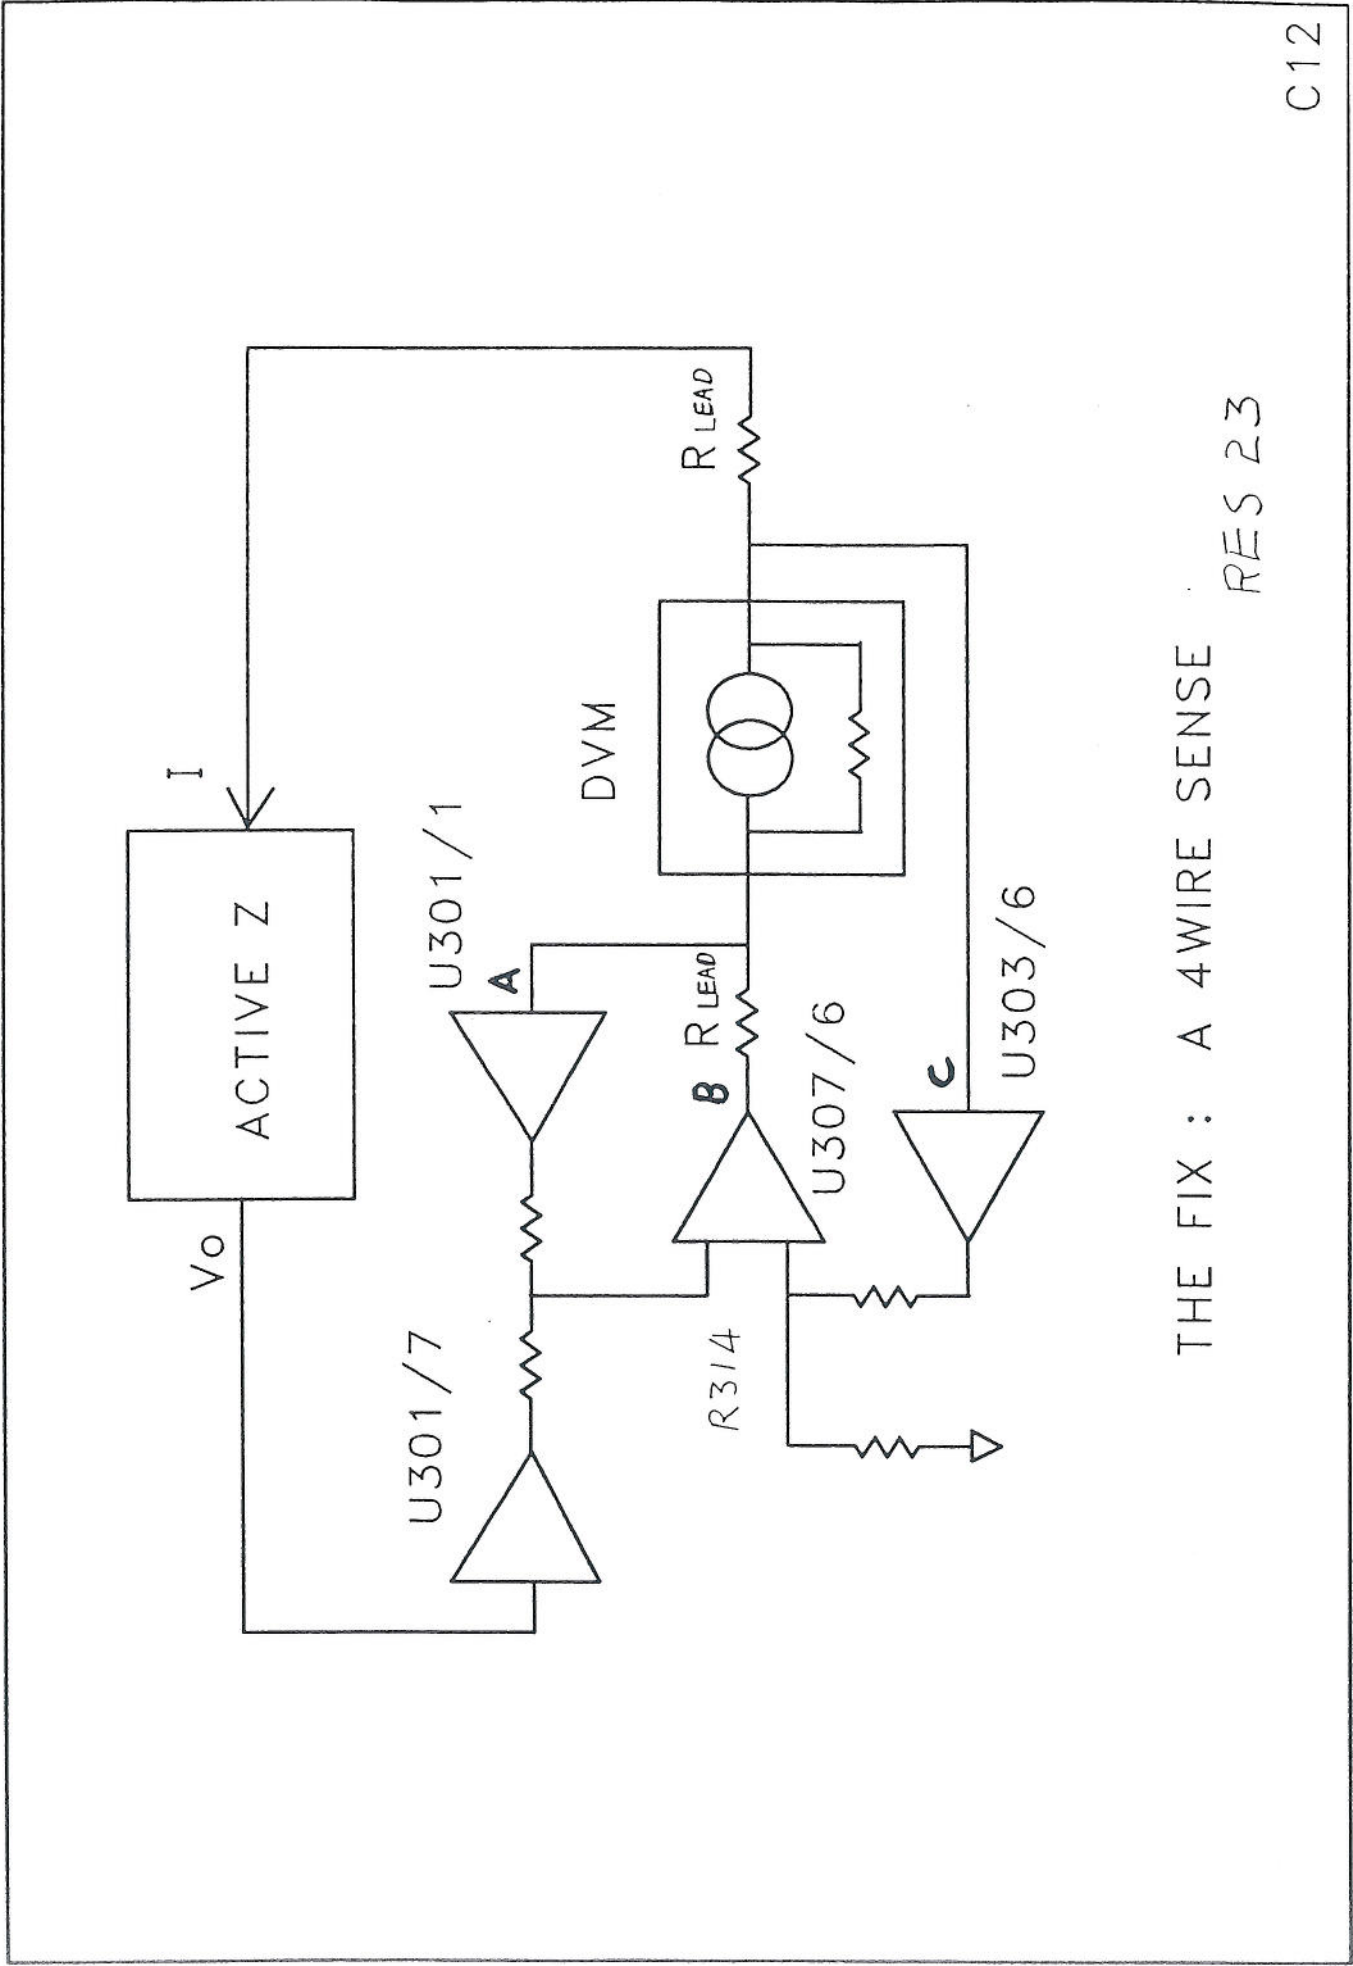 ACTIVE Z
Vo
I
U301/7
U301/1
A
R314
B
R LEAD
DVM
R LEAD
U307/6
C
U303/6
THE FIX : A 4WIRE SENSE
RES 23
C12